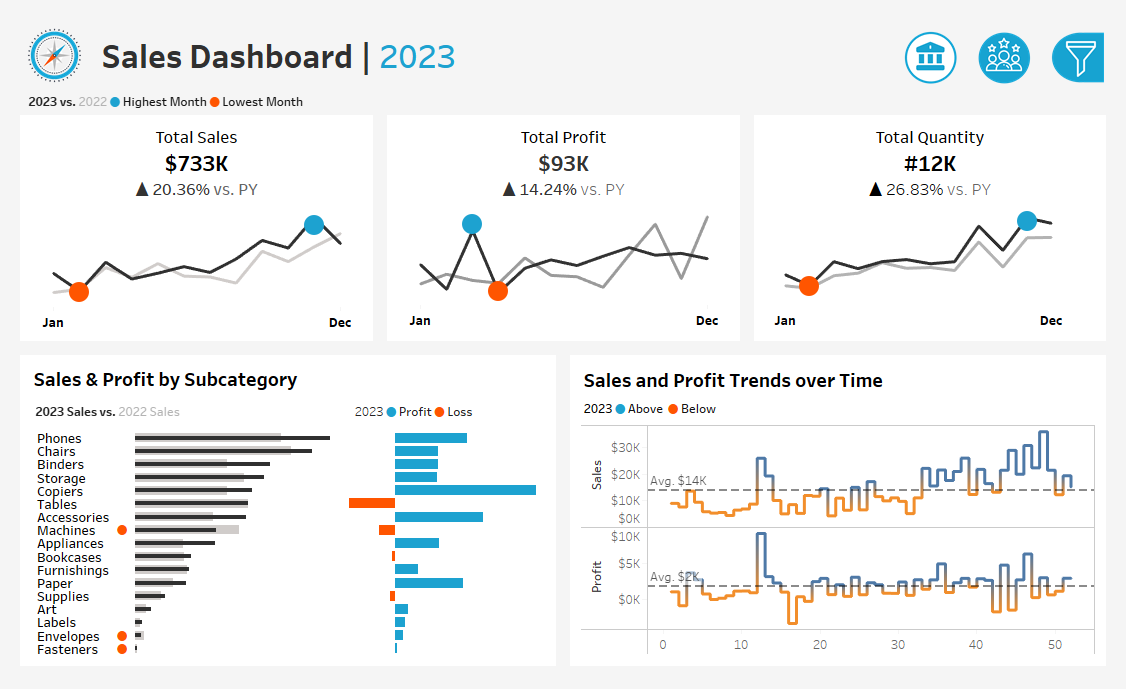 Sales Dashboard | 2023
2023 vs. 2022 Highest Month Lowest Month
Total Sales
$733K
▲ 20.36% vs. PY
Jan Dec
Total Profit
$93K
▲ 14.24% vs. PY
Jan Dec
Total Quantity
#12K
▲ 26.83% vs. PY
Jan Dec
Sales & Profit by Subcategory
2023 Sales vs. 2022 Sales
2023 Profit Loss
Phones
Chairs
Binders
Storage
Copiers
Tables
Accessories
Machines
Appliances
Bookcases
Furnishings
Paper
Supplies
Art
Labels
Envelopes
Fasteners
Sales and Profit Trends over Time
2023 Above Below
Sales
$30K
$20K
$10K
$0K
Avg. $14K
Profit
$10K
$5K
$0K
Avg. $2K
0 10 20 30 40 50